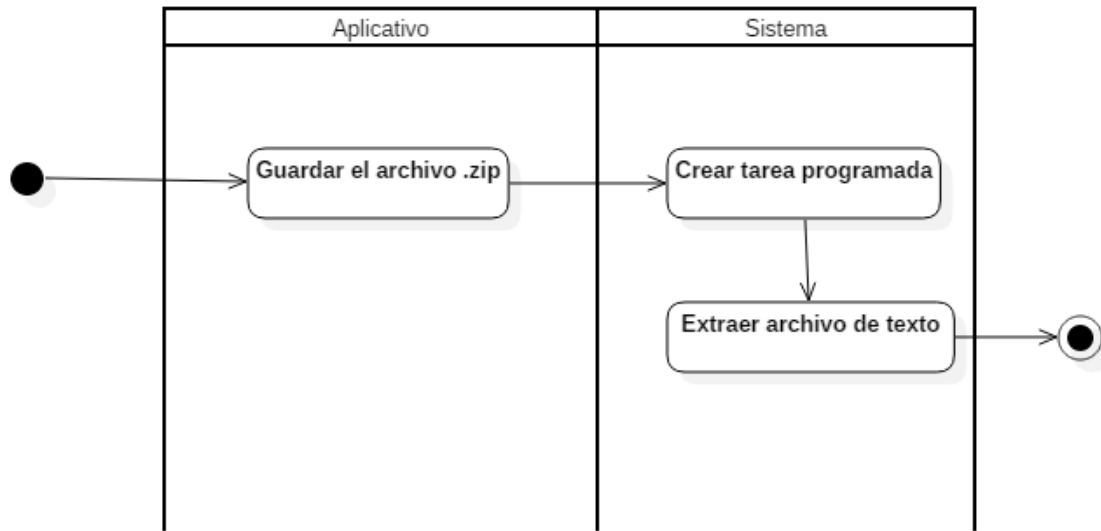 Aplicativo
Sistema
Guardar el archivo .zip
Crear tarea programada
Extraer archivo de texto